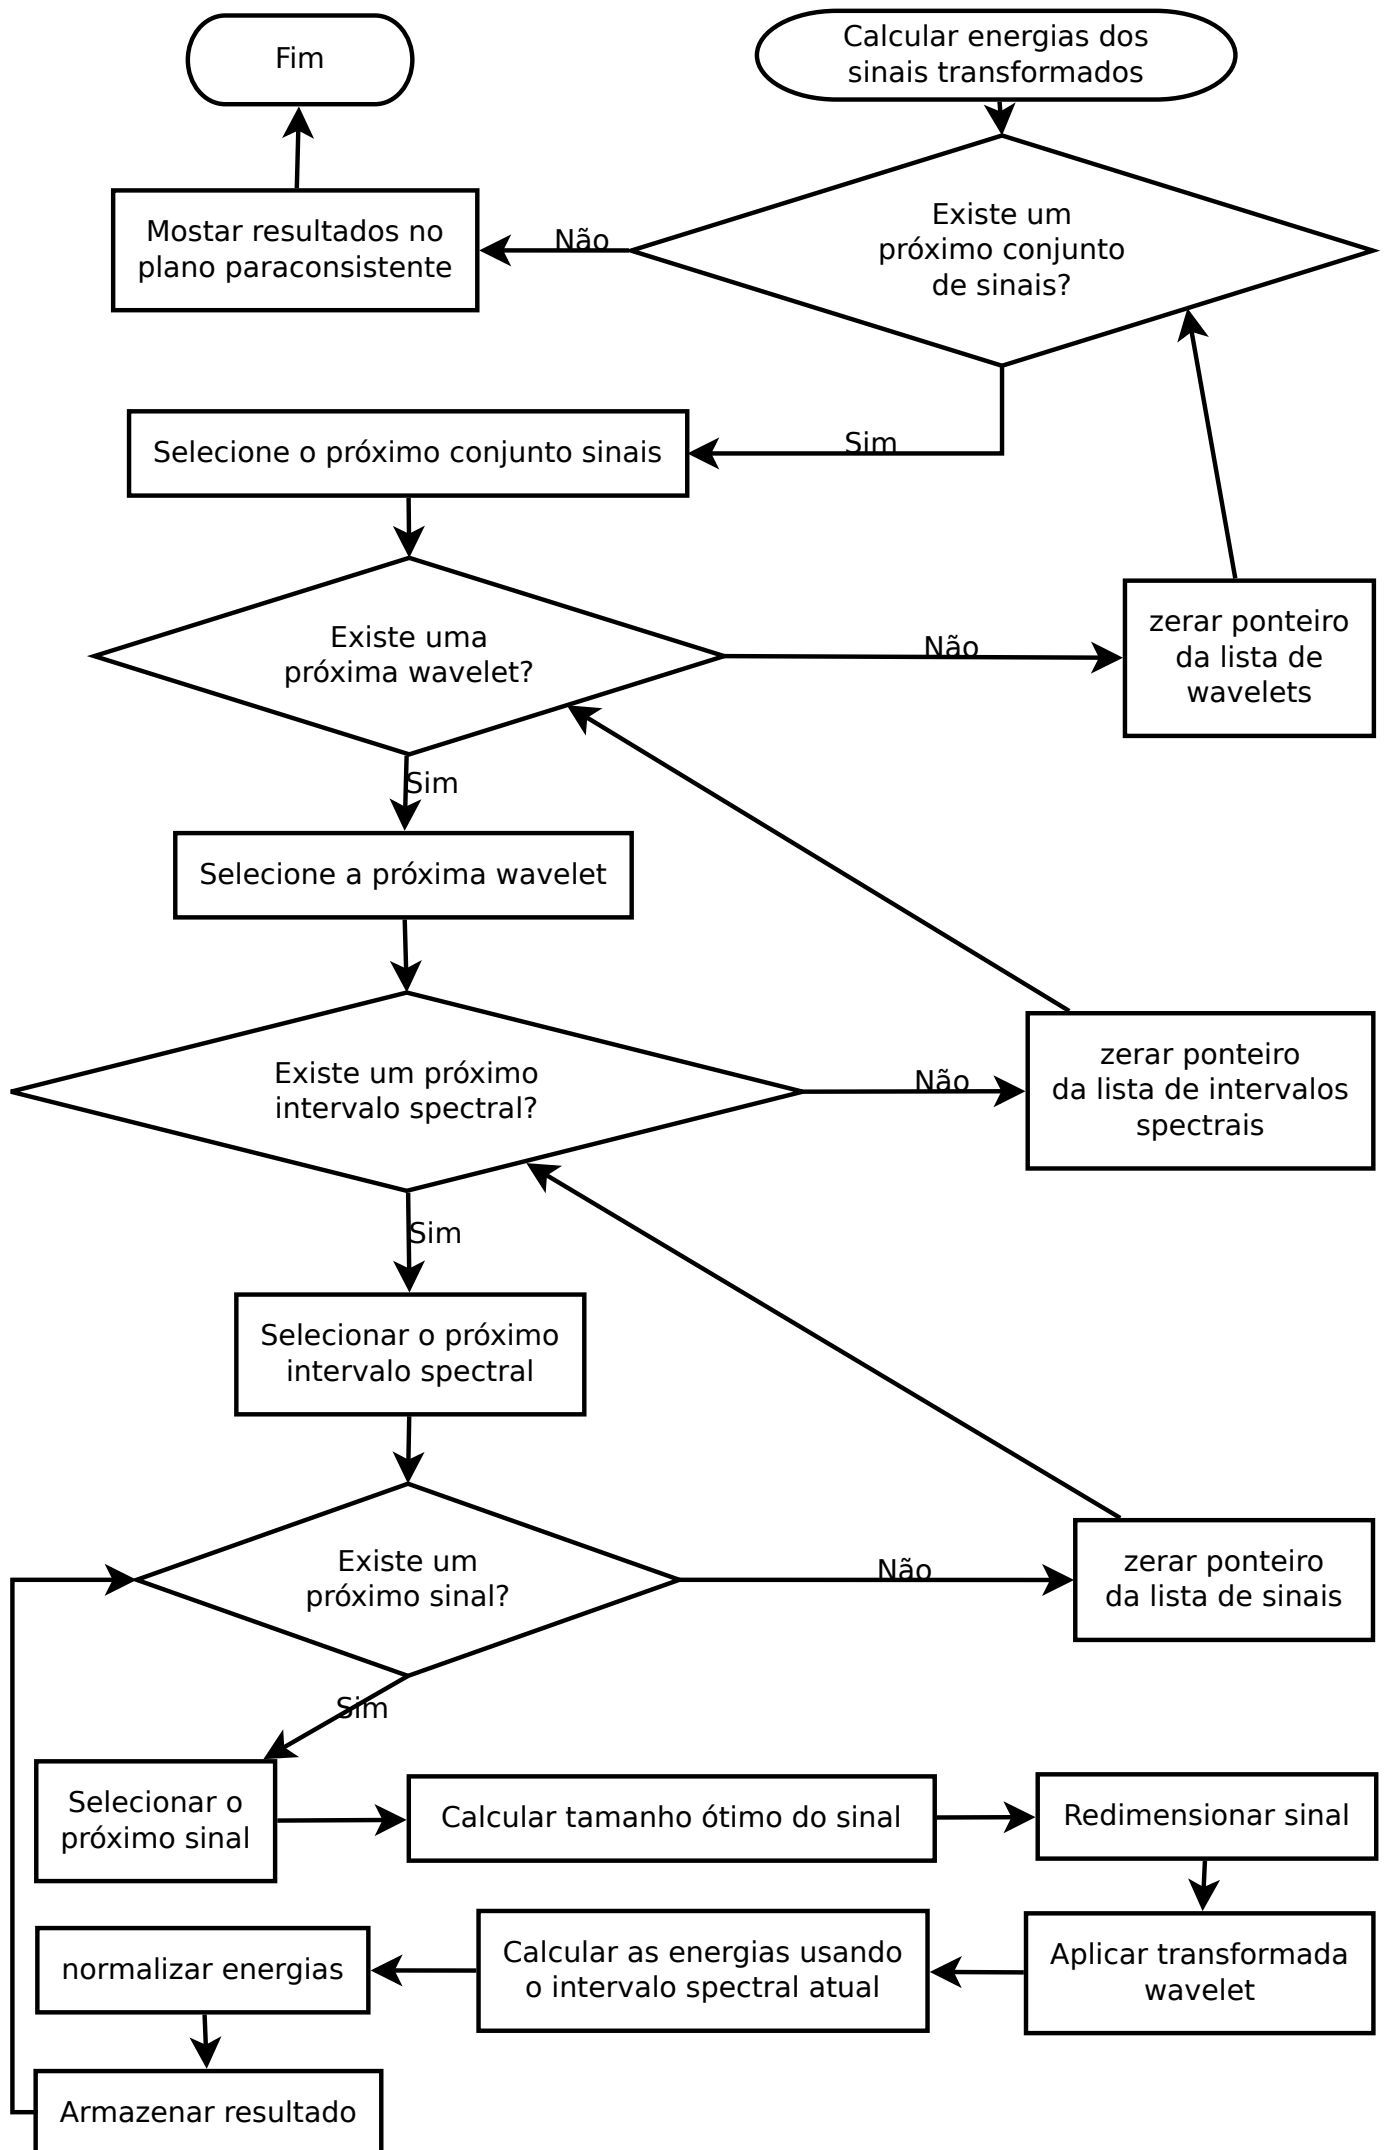 Fim
Calcular energias dos
sinais transformados
Existe um
próximo conjunto
de sinais?
Não
Mostar resultados no
plano paraconsistente
Sim
Selecione o próximo conjunto sinais
Existe uma
próxima wavelet?
Não
zerar ponteiro
da lista de
wavelets
Sim
Selecione a próxima wavelet
Existe um próximo
intervalo spectral?
Não
zerar ponteiro
da lista de intervalos
spectrais
Sim
Selecionar o próximo
intervalo spectral
Existe um
próximo sinal?
Não
zerar ponteiro
da lista de sinais
Sim
Selecionar o
próximo sinal
Calcular tamanho ótimo do sinal
Redimensionar sinal
Aplicar transformada
wavelet
Calcular as energias usando
o intervalo spectral atual
normalizar energias
Armazenar resultado